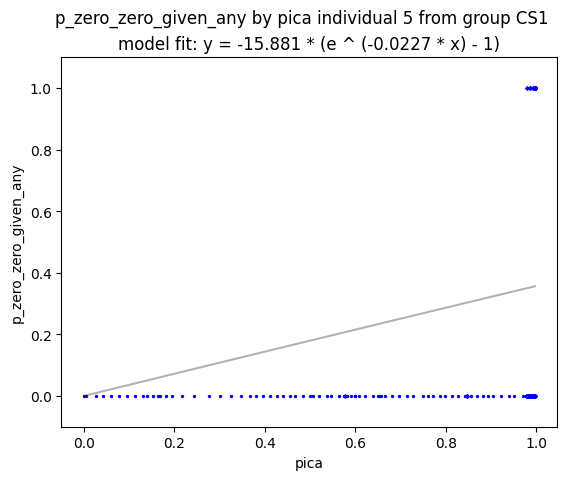 p_zero_zero_given_any by pica individual 5 from group CS1
model fit: y = -15.881 * (e ^ (-0.0227 * x) - 1)
1.0
0.8
0.6
0.4
0.2
0.0
p_zero_zero_given_any
0.0 0.2 0.4 0.6 0.8 1.0
pica